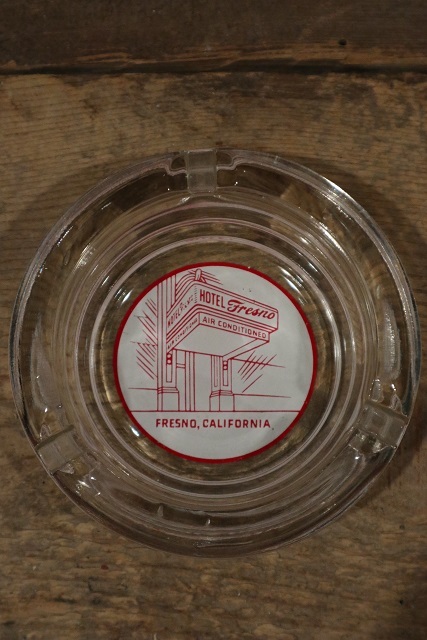 HOTEL Fresno
AIR CONDITIONED
FRESNO, CALIFORNIA.